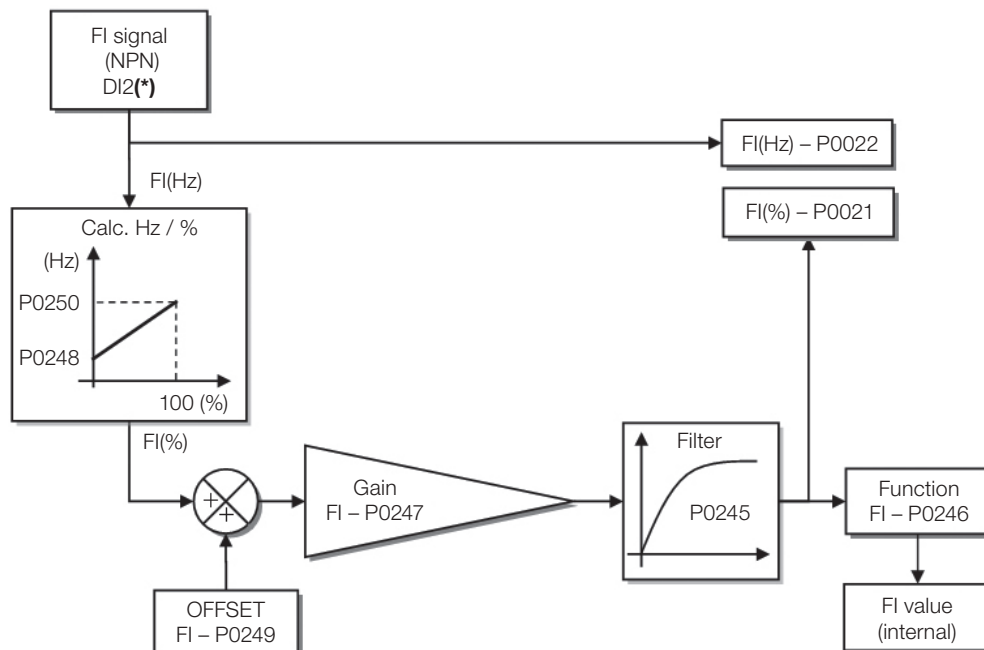 FI signal
(NPN)
DI2(*)
FI(Hz) – P0022
FI(Hz)
FI(%) – P0021
Calc. Hz / %
(Hz)
P0250
P0248
100 (%)
FI(%)
+
+
Gain
FI – P0247
Filter
P0245
Function
FI – P0246
OFFSET
FI – P0249
FI value
(internal)